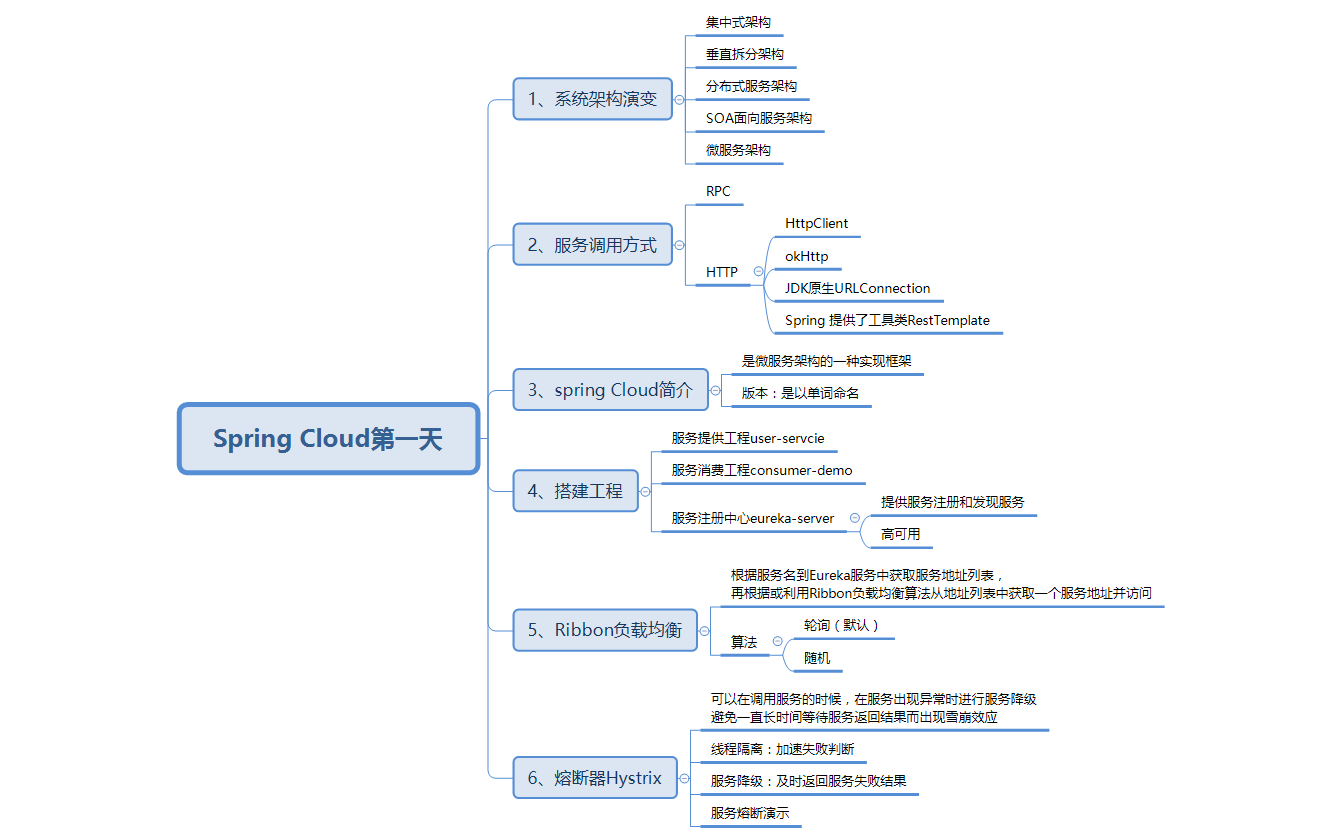 Spring Cloud第一天
1、系统架构演变
集中式架构
垂直拆分架构
分布式服务架构
SOA面向服务架构
微服务架构
2、服务调用方式
RPC
HTTP
HttpClient
okHttp
JDK原生URLConnection
Spring 提供了工具类RestTemplate
3、spring Cloud简介
是微服务架构的一种实现框架
版本：是以单词命名
4、搭建工程
服务提供工程user-servcie
服务消费工程consumer-demo
服务注册中心eureka-server
提供服务注册和发现服务
高可用
5、Ribbon负载均衡
根据服务名到Eureka服务中获取服务地址列表，
再根据或利用Ribbon负载均衡算法从地址列表中获取一个服务地址并访问
算法
轮询（默认）
随机
6、熔断器Hystrix
可以在调用服务的时候，在服务出现异常时进行服务降级
避免一直长时间等待服务返回结果而出现雪崩效应
线程隔离：加速失败判断
服务降级：及时返回服务失败结果
服务熔断演示